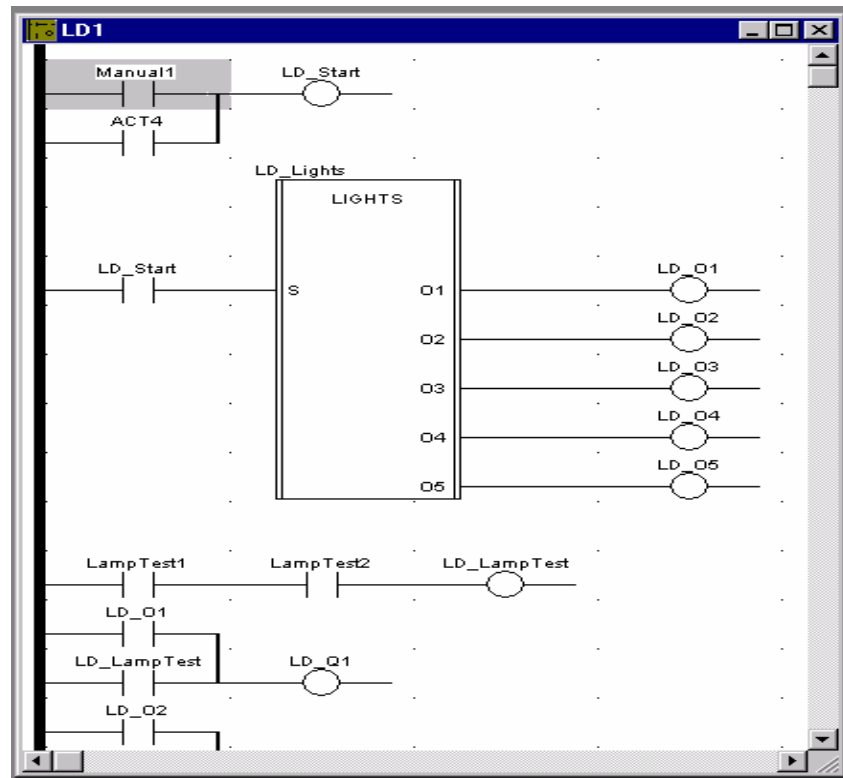 LD1
Manual1 LD_Start
ACT4
LD_Lights
LIGHTS
LD_Start LD_O1
S O1
LD_O2
O2
LD_O3
O3
LD_O4
O4
LD_O5
O5
LampTest1 LampTest2 LD_LampTest
LD_O1
LD_LampTest LD_Q1
LD_O2